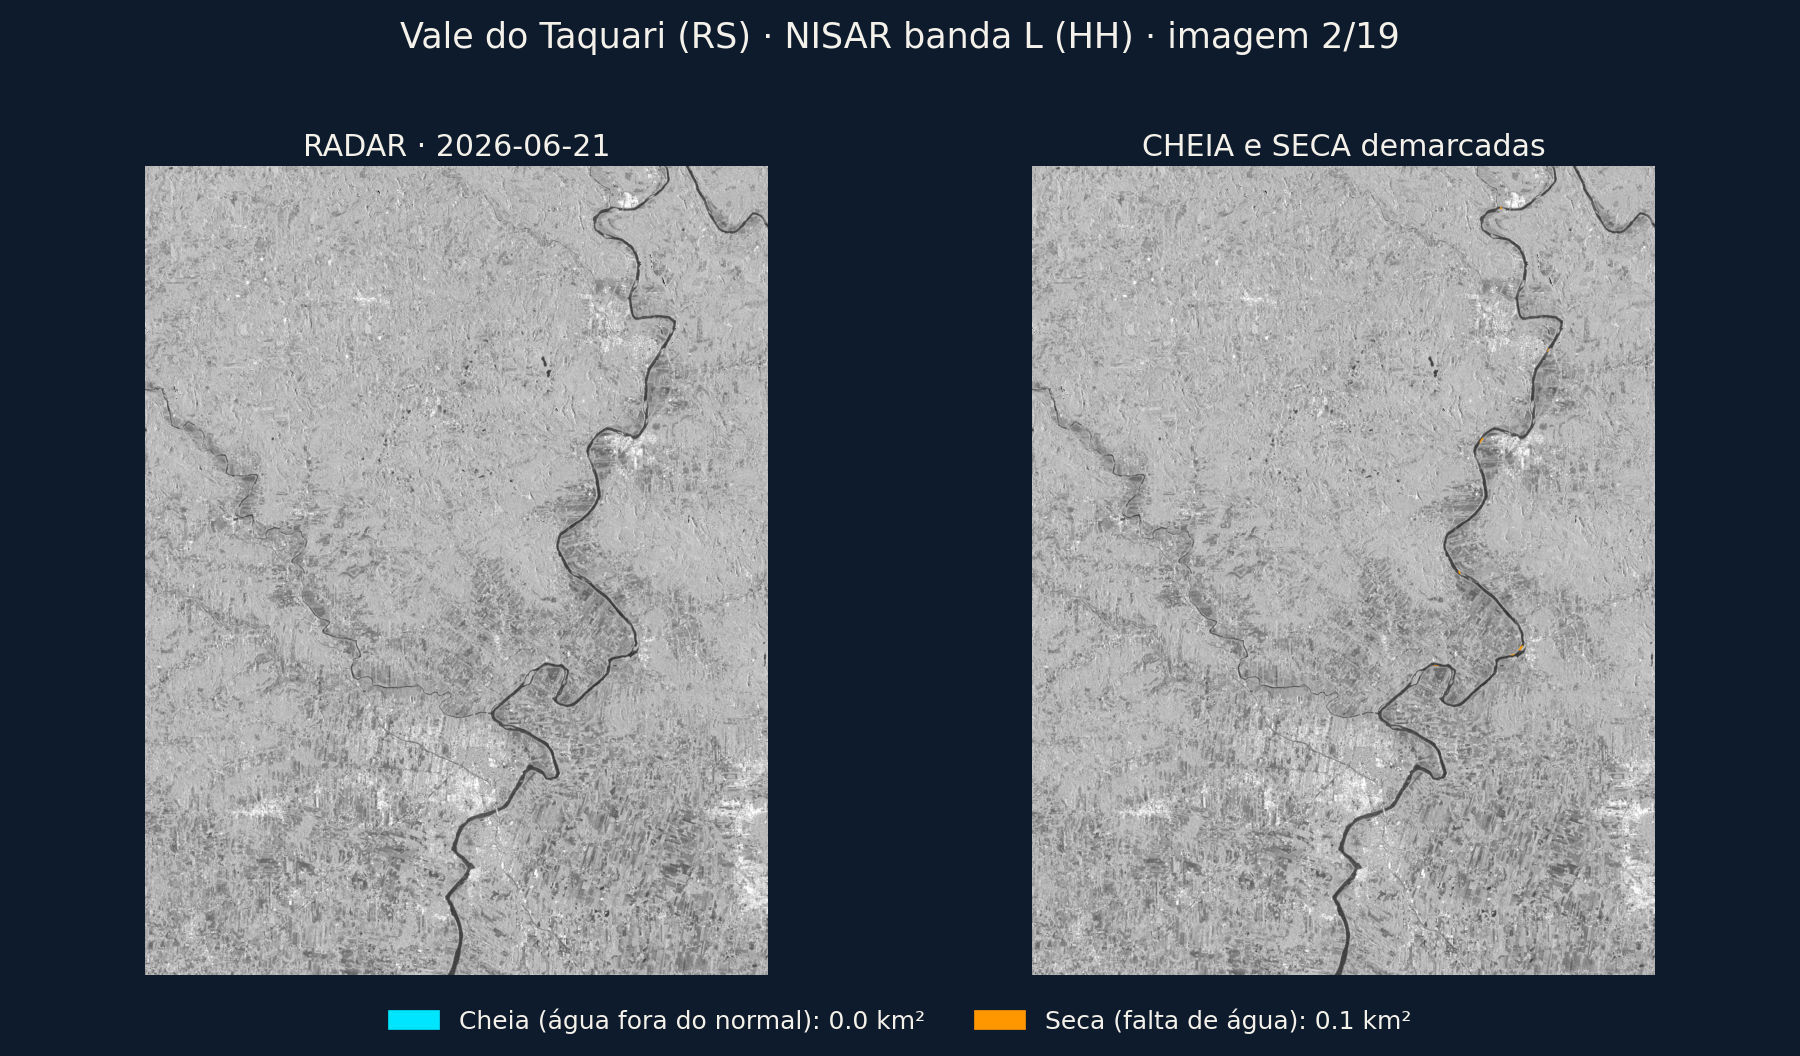 Vale do Taquari (RS) · NISAR banda L (HH) · imagem 2/19
RADAR · 2026-06-21
CHEIA e SECA demarcadas
Cheia (água fora do normal): 0.0 km²
Seca (falta de água): 0.1 km²